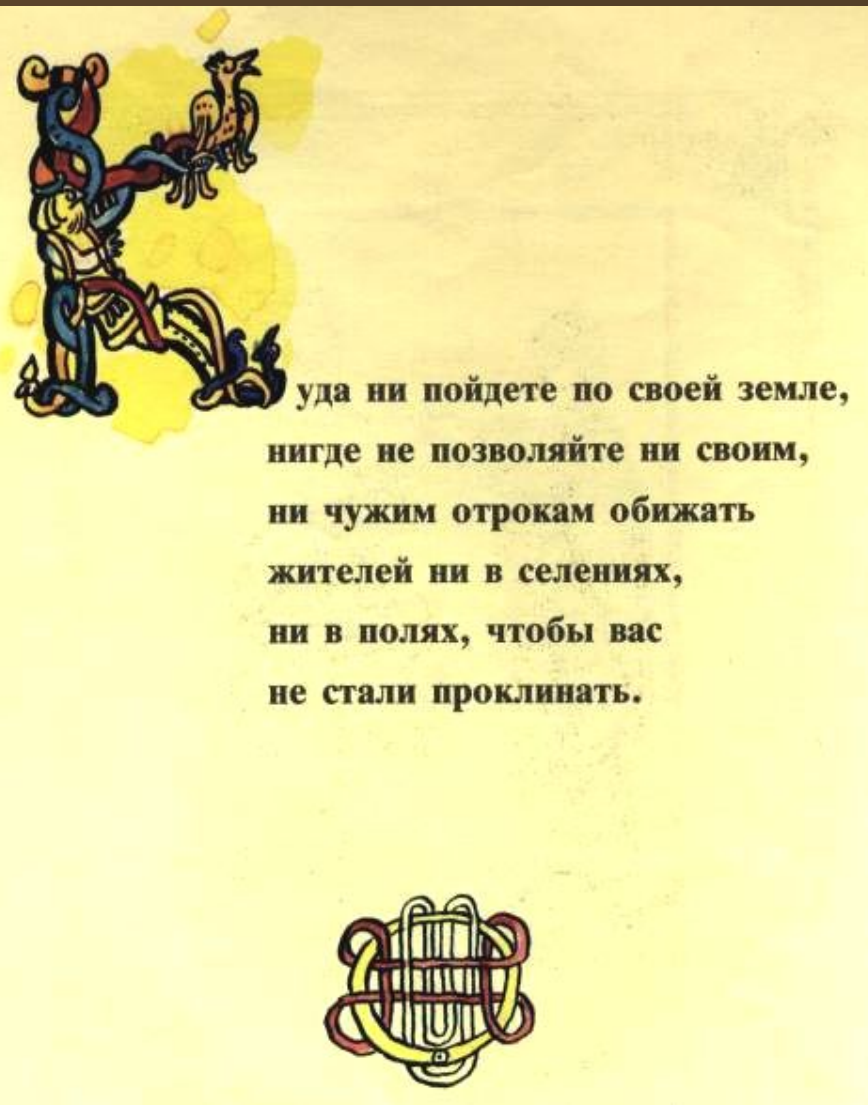 Куда ни пойдете по своей земле,
нигде не позволяйте ни своим,
ни чужим отрокам обижать
жителей ни в селениях,
ни в полях, чтобы вас
не стали проклинать.